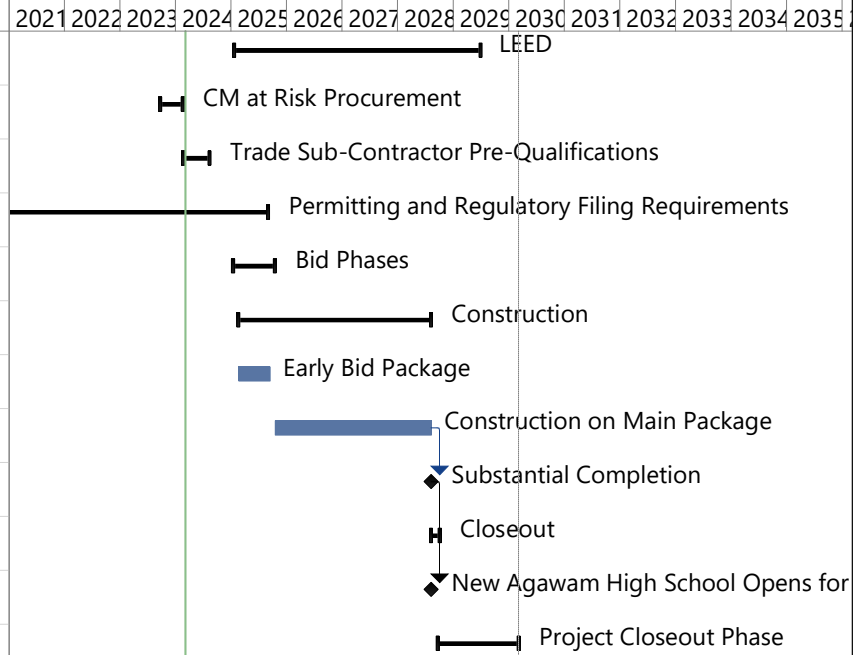 2021 2022 2023 2024 2025 2026 2027 2028 2029 2030 2031 2032 2033 2034 2035
LEED
CM at Risk Procurement
Trade Sub-Contractor Pre-Qualifications
Permitting and Regulatory Filing Requirements
Bid Phases
Construction
Early Bid Package
Construction on Main Package
Substantial Completion
Closeout
New Agawam High School Opens for
Project Closeout Phase